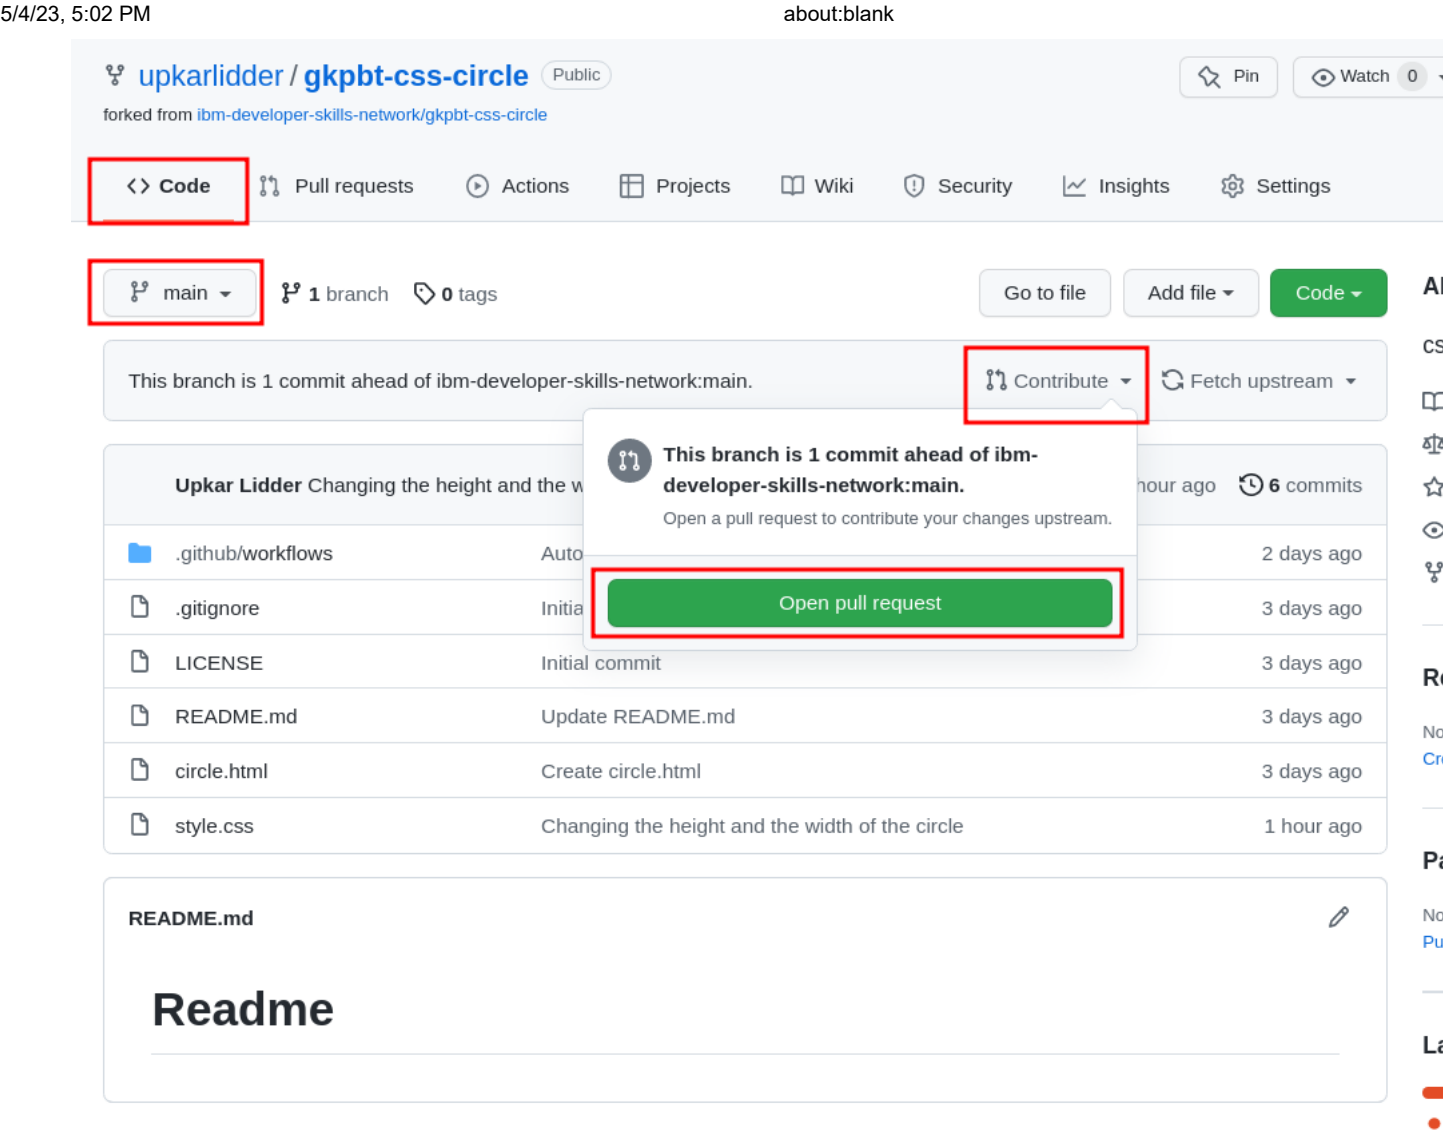 5/4/23, 5:02 PM about:blank
upkarlidder / gkpbt-css-circle Public Pin Watch 0
forked from ibm-developer-skills-network/gkpbt-css-circle
<> Code Pull requests Actions Projects Wiki Security Insights Settings
main 1 branch 0 tags Go to file Add file Code
This branch is 1 commit ahead of ibm-developer-skills-network:main. Contribute Fetch upstream
This branch is 1 commit ahead of ibm-
developer-skills-network:main.
Open a pull request to contribute your changes upstream.
Open pull request
Upkar Lidder Changing the height and the hour ago 6 commits
.github/workflows Auto 2 days ago
.gitignore Initia 3 days ago
LICENSE Initial commit 3 days ago
README.md Update README.md 3 days ago
circle.html Create circle.html 3 days ago
style.css Changing the height and the width of the circle 1 hour ago
README.md
Readme